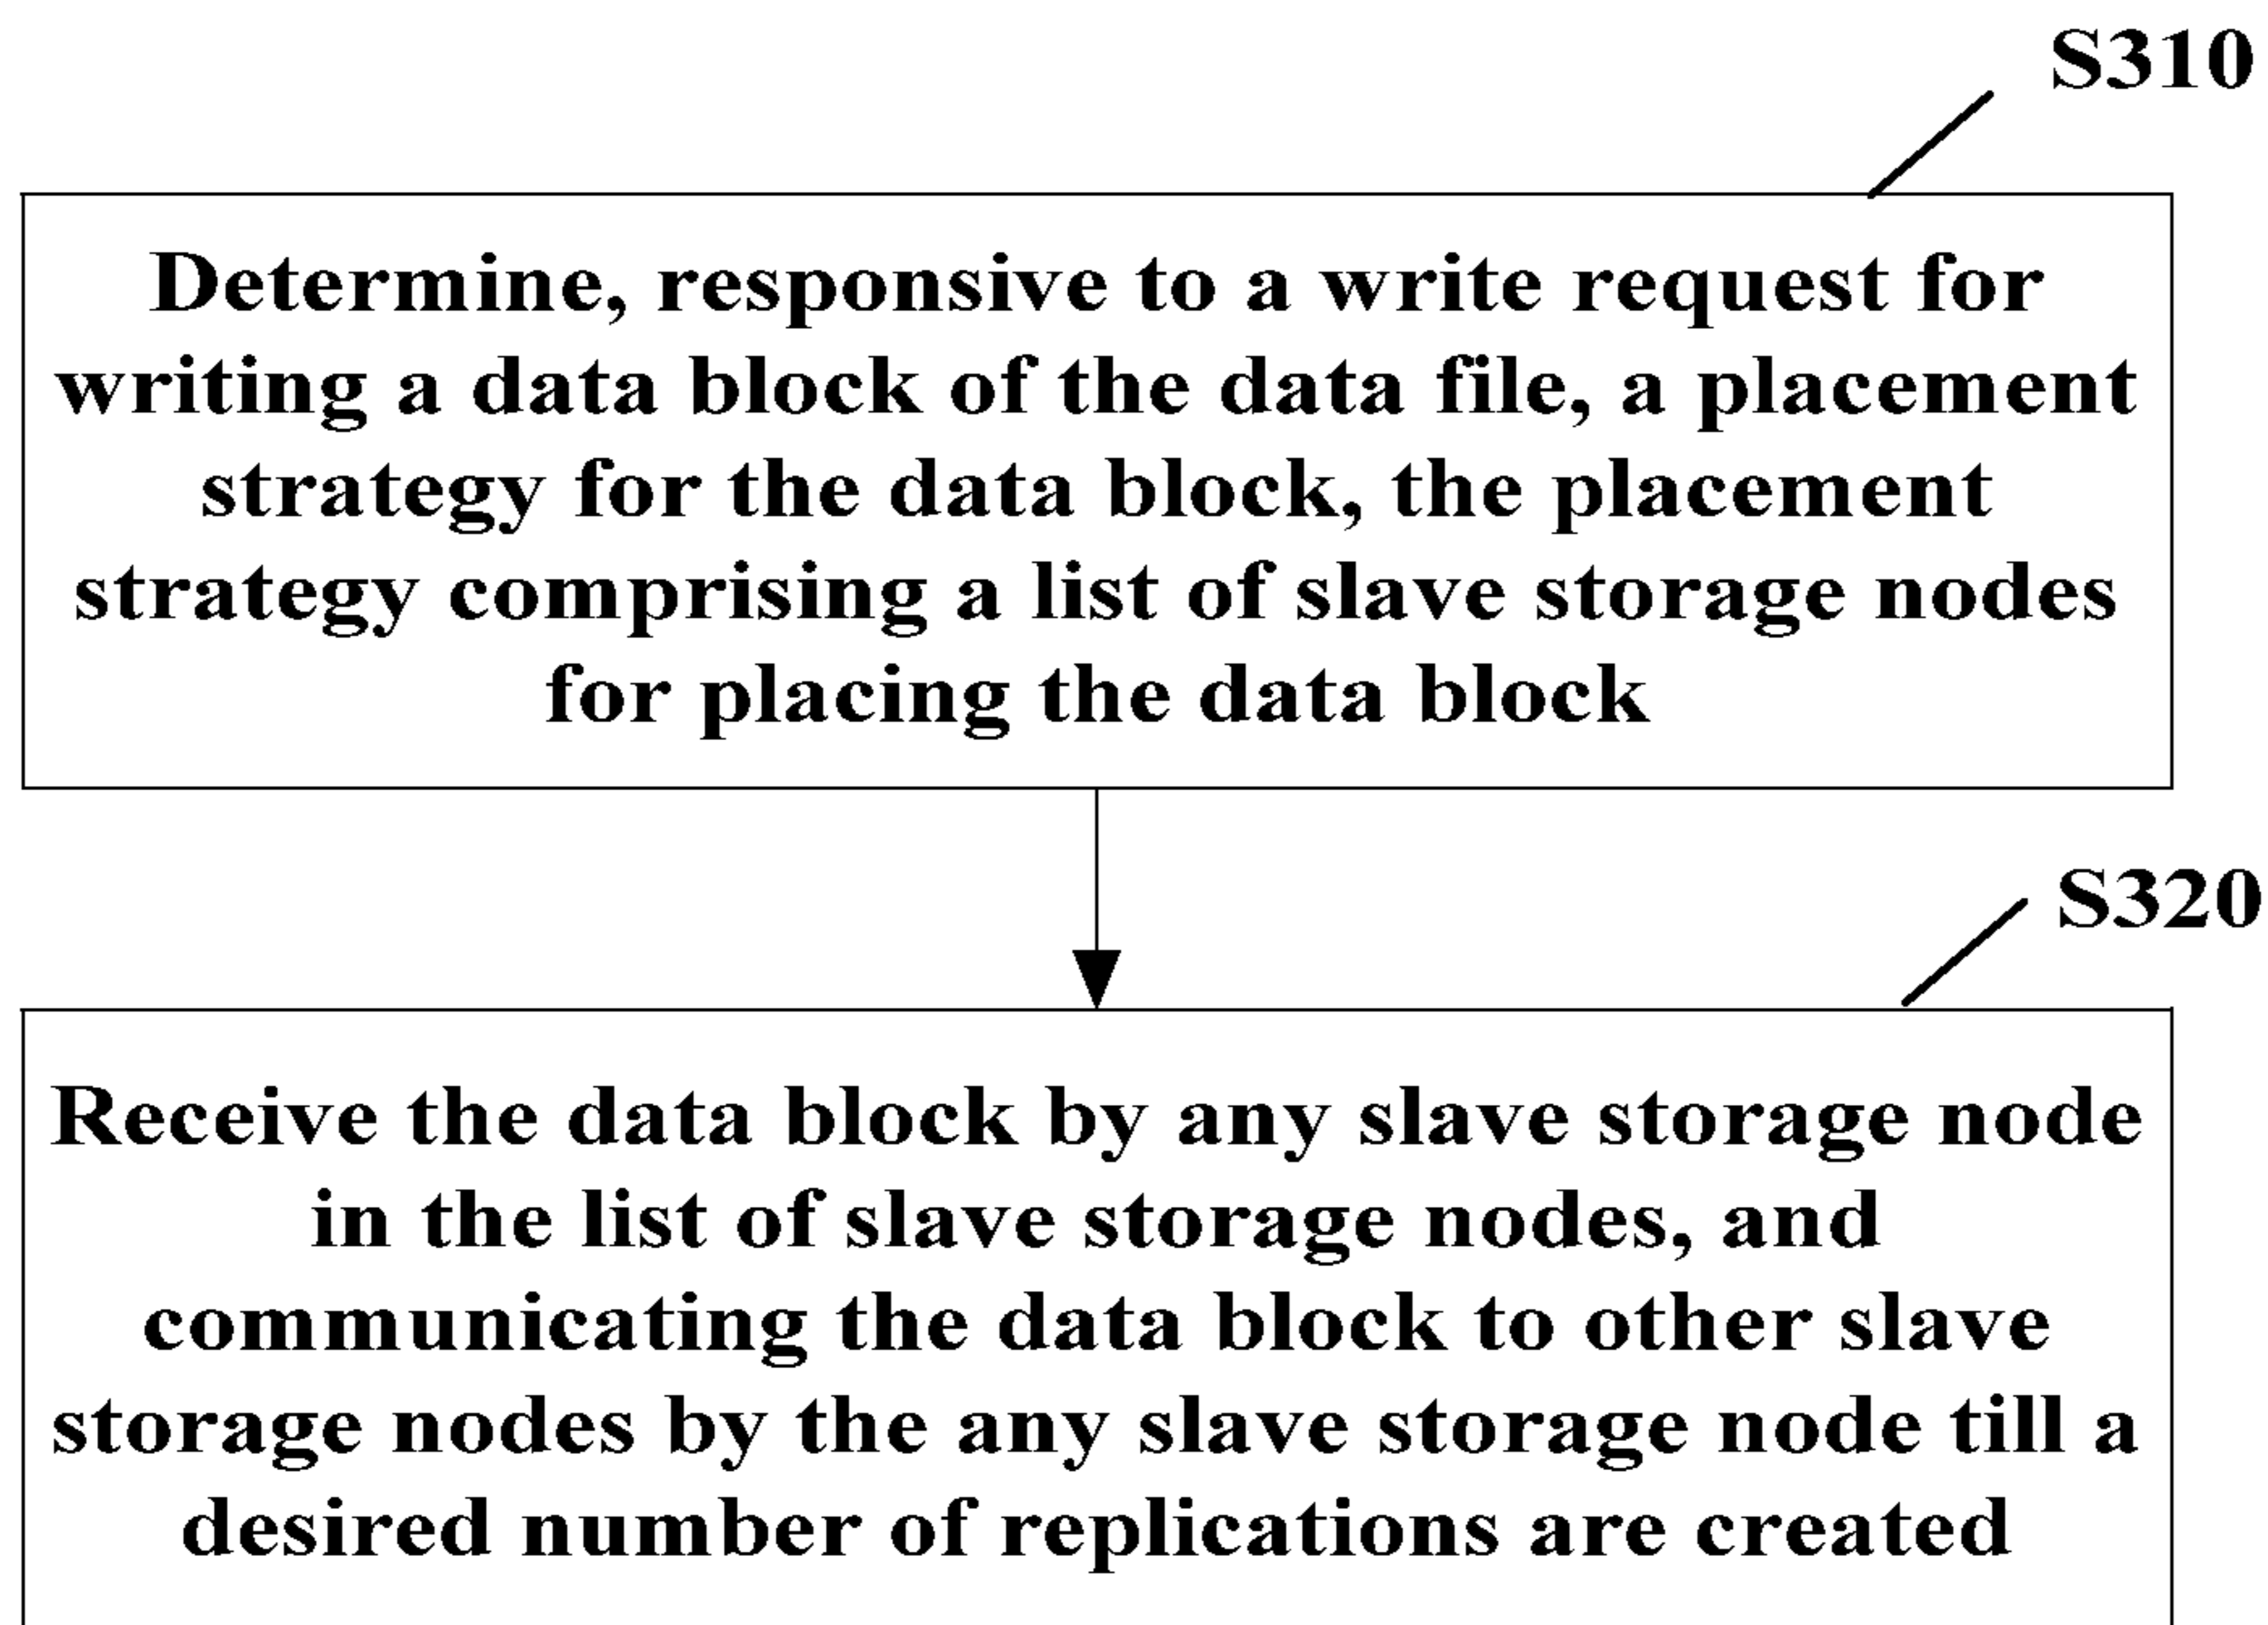 S310
Determine, responsive to a write request for
writing a data block of the data file, a placement
strategy for the data block, the placement
strategy comprising a list of slave storage nodes
for placing the data block
S320
Receive the data block by any slave storage node
in the list of slave storage nodes, and
communicating the data block to other slave
storage nodes by the any slave storage node till a
desired number of replications are created